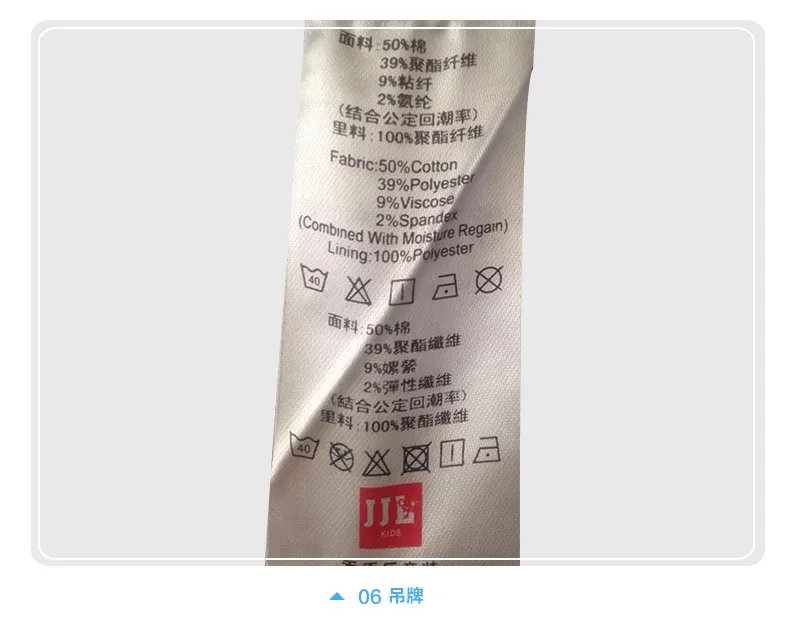 面料:50%棉
39%聚酯纤维
9%粘纤
2%氨纶
(结合公定回潮率)
里料:100%聚酯纤维
Fabric:50%Cotton
39%Polyester
9%Viscose
2%Spandex
(Combined With Moisture Regain)
Lining:100%Polyester
40
面料:50%棉
39%聚酯纖維
9%嫘縈
2%彈性纖維
(結合公定回潮率)
里料:100%聚酯纖維
40
JJL
KIDS
06 吊牌